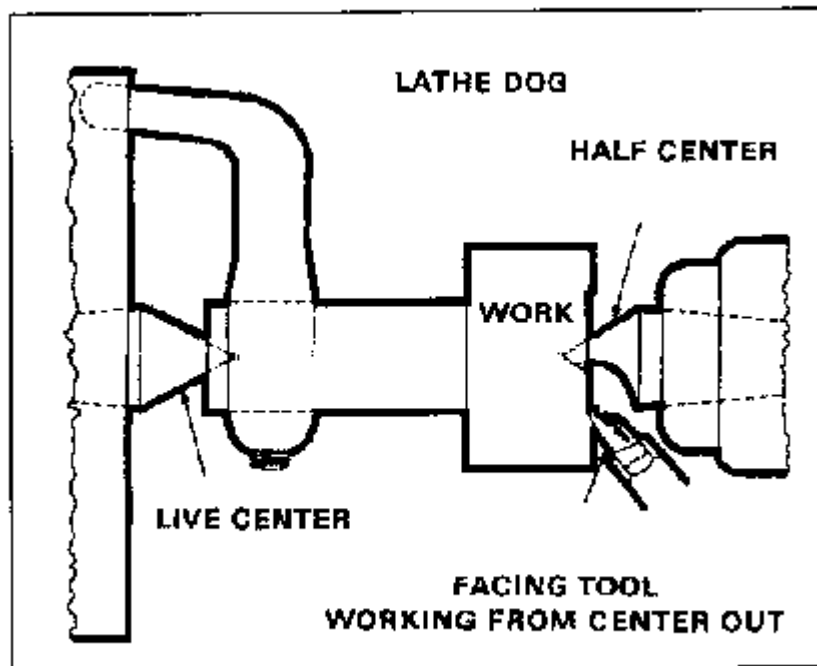 LATHE DOG
HALF CENTER
WORK
LIVE CENTER
FACING TOOL
WORKING FROM CENTER OUT